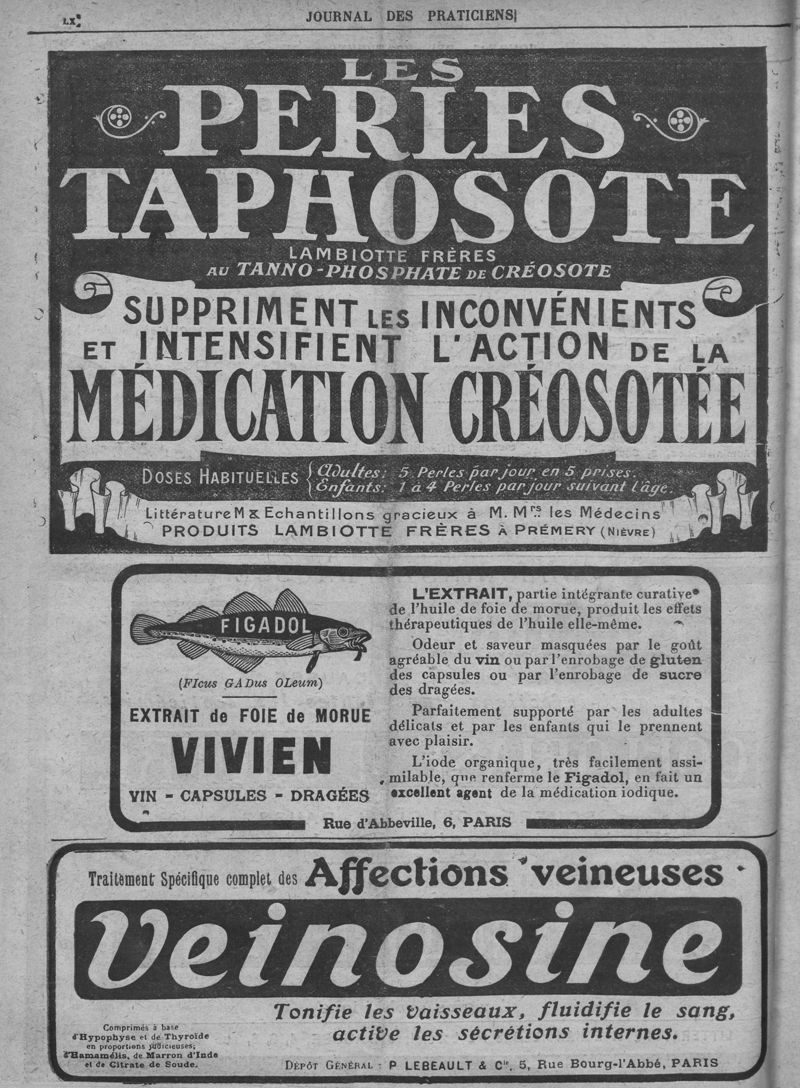 LX
JOURNAL DES PRATICIENS
LES
PERLES
TAPHOSOTE
LAMBIOTTE FRÈRES
AU TANNO-PHOSPHATE DE CRÉOSOTE
SUPPRIMENT LES INCONVÉNIENTS
ET INTENSIFIENT L'ACTION DE LA
MÉDICATION CRÉOSOTÉE
DOSES HABITUELLES { Adultes: 5 Perles par jour en 5 prises.
Enfants: 1 à 4 Perles par jour suivant l'âge.
Littérature & Echantillons gracieux à M. Mrs les Médecins
PRODUITS LAMBIOTTE FRÈRES À PRÉMERY (NIÈVRE)
FIGADOL
(FIcus GADus OLeum)
EXTRAIT de FOIE de MORUE
VIVIEN
VIN - CAPSULES - DRAGÉES
L'EXTRAIT, partie intégrante curative
de l'huile de foie de morue, produit les effets
thérapeutiques de l'huile elle-même.
Odeur et saveur masquées par le goût
agréable du vin ou par l'enrobage de gluten
des capsules ou par l'enrobage de sucre
des dragées.
Parfaitement supporté par les adultes
délicats et par les enfants qui le prennent
avec plaisir.
L'iode organique, très facilement assi-
milable, que renferme le Figadol, en fait un
excellent agent de la médication iodique.
Rue d'Abbeville, 6, PARIS
Traitement Spécifique complet des Affections veineuses
Veinosine
Comprimés à base
d'Hypophyse et de Thyroïde
en proportions judicieuses,
d'Hamamélis, de Marron d'Inde
et de Citrate de Soude.
Tonifie les vaisseaux, fluidifie le sang,
active les sécrétions internes.
DÉPÔT GÉNÉRAL : P LEBEAULT & Cie, 5, Rue Bourg-l'Abbé, PARIS